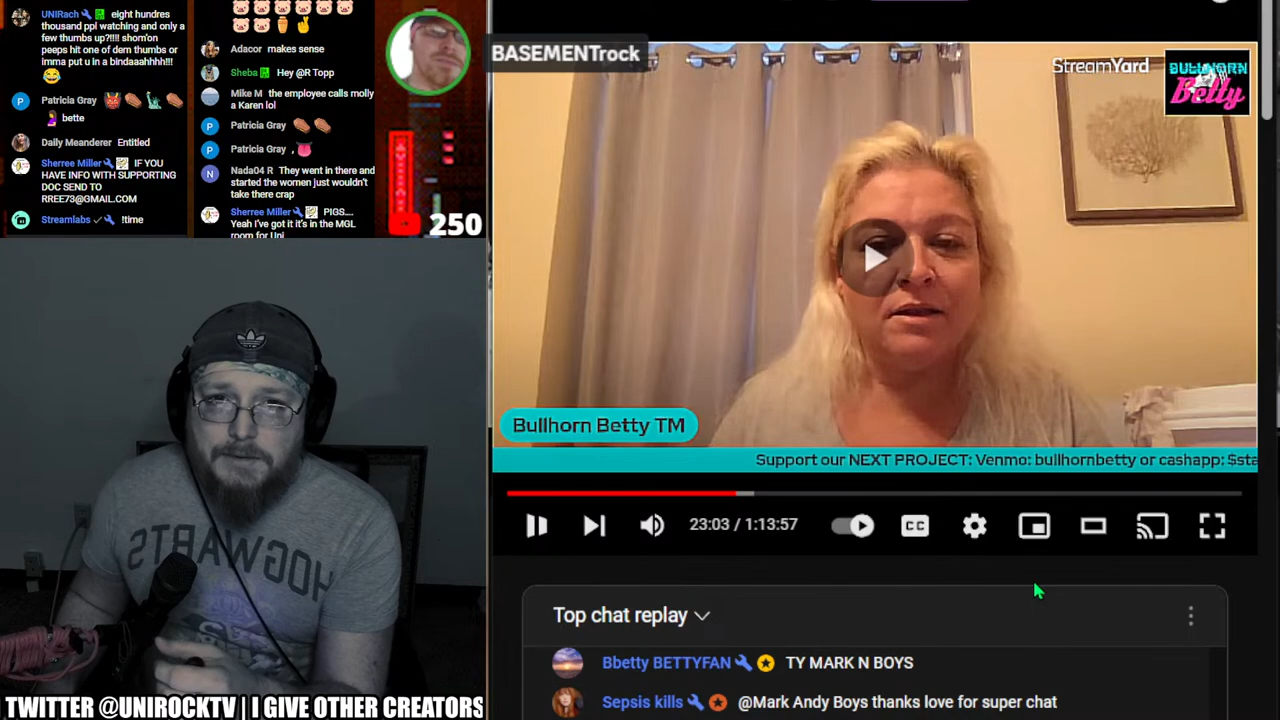 UNIRach eight hundres
thousand ppl watching and only a
few thumbs up?!!!! shorn'on
peeps hit one of dem thumbs or
imma put u in a bindaaahhhh!!!
Patricia Gray
bette
Daily Meanderer Entitled
Sherree Miller IF YOU
HAVE INFO WITH SUPPORTING
DOC SEND TO
RREE73@GMAIL.COM
Streamlabs !time
Adacor makes sense
Sheba Hey @R Topp
Mike M the employee calls molly
a Karen lol
Patricia Gray
Patricia Gray ,
Nada04 R They went in there and
started the women just wouldn't
take there crap
Sherree Miller PIGS....
Yeah I've got it it's in the MGL
room for Uni
250
BASEMENTrock
StreamYard
BULLHORN
Betty
Bullhorn Betty TM
Support our NEXT PROJECT: Venmo: bullhornbetty or cashapp: $sta
23:03 / 1:13:57
CC
Top chat replay
Bbetty BETTYFAN TY MARK N BOYS
Sepsis kills @Mark Andy Boys thanks love for super chat
HOGWARTS
TWITTER @UNIROCKTV | I GIVE OTHER CREATORS